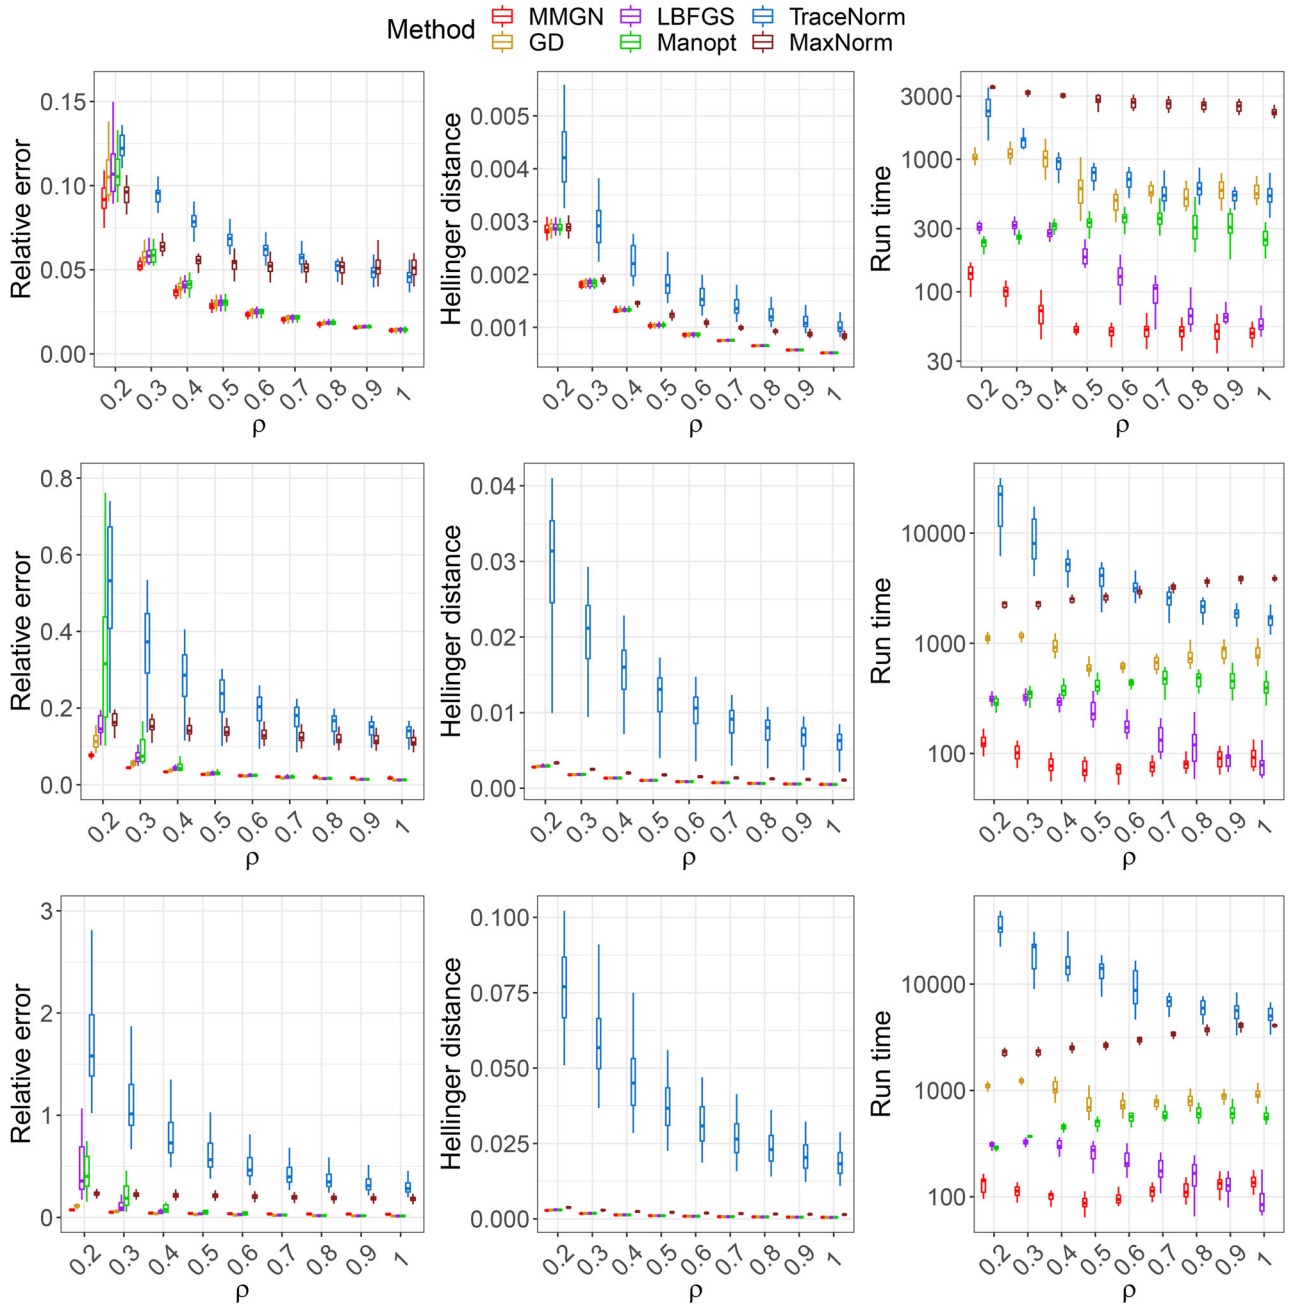 Method MMGN LBFGS TraceNorm
GD Manopt MaxNorm
Relative error
0.15
0.10
0.05
0.00
0.2 0.3 0.4 0.5 0.6 0.7 0.8 0.9 1
ρ
Hellinger distance
0.005
0.004
0.003
0.002
0.001
0.2 0.3 0.4 0.5 0.6 0.7 0.8 0.9 1
ρ
Run time
3000
1000
300
100
30
0.2 0.3 0.4 0.5 0.6 0.7 0.8 0.9 1
ρ
Relative error
0.8
0.6
0.4
0.2
0.0
0.2 0.3 0.4 0.5 0.6 0.7 0.8 0.9 1
ρ
Hellinger distance
0.04
0.03
0.02
0.01
0.00
0.2 0.3 0.4 0.5 0.6 0.7 0.8 0.9 1
ρ
Run time
10000
1000
100
0.2 0.3 0.4 0.5 0.6 0.7 0.8 0.9 1
ρ
Relative error
3
2
1
0
0.2 0.3 0.4 0.5 0.6 0.7 0.8 0.9 1
ρ
Hellinger distance
0.100
0.075
0.050
0.025
0.000
0.2 0.3 0.4 0.5 0.6 0.7 0.8 0.9 1
ρ
Run time
10000
1000
100
0.2 0.3 0.4 0.5 0.6 0.7 0.8 0.9 1
ρ